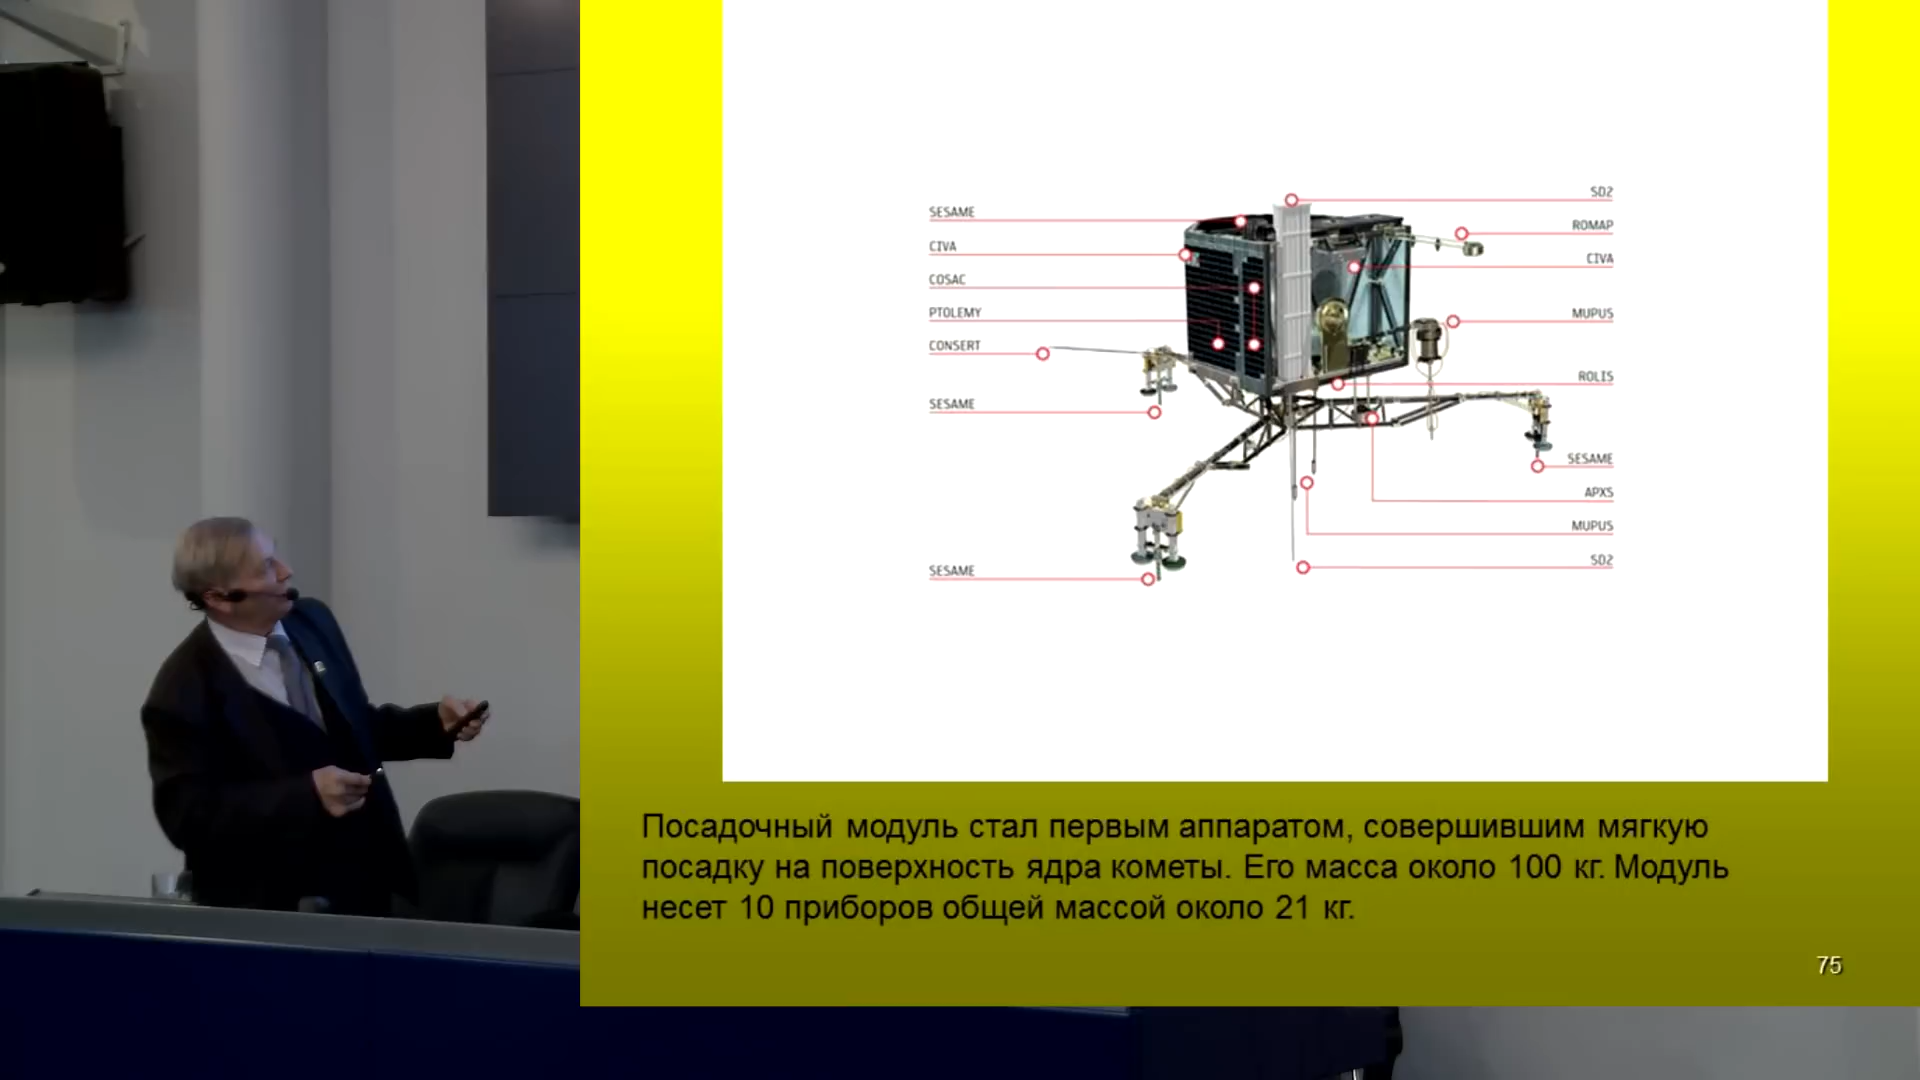 SESAME
CIVA
COSAC
PTOLEMY
CONSERT
SESAME
SESAME
SD2
ROMAP
CIVA
MUPUS
ROLIS
SESAME
APXS
MUPUS
SD2
Посадочный модуль стал первым аппаратом, совершившим мягкую
посадку на поверхность ядра кометы. Его масса около 100 кг. Модуль
несет 10 приборов общей массой около 21 кг.
75